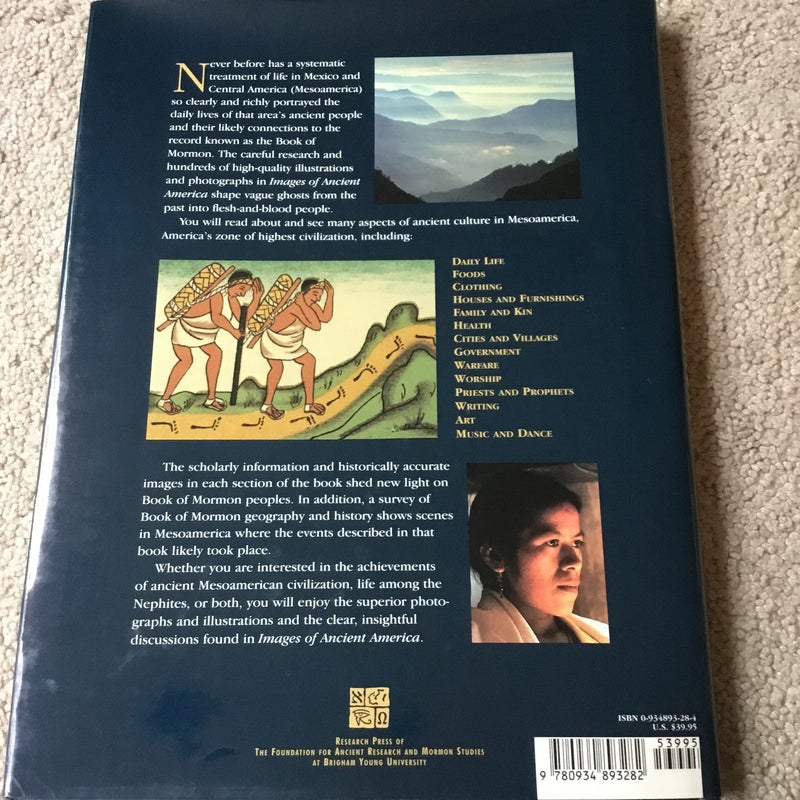 Never before has a systematic
treatment of life in Mexico and
Central America (Mesoamerica)
so clearly and richly portrayed the
daily lives of that area's ancient people
and their likely connections to the
record known as the Book of
Mormon. The careful research and
hundreds of high-quality illustrations
and photographs in Images of Ancient
America shape vague ghosts from the
past into flesh-and-blood people.
You will read about and see many aspects of ancient culture in Mesoamerica,
America's zone of highest civilization, including:
DAILY LIFE
FOODS
CLOTHING
HOUSES AND FURNISHINGS
FAMILY AND KIN
HEALTH
CITIES AND VILLAGES
GOVERNMENT
WARFARE
WORSHIP
PRIESTS AND PROPHETS
WRITING
ART
MUSIC AND DANCE
The scholarly information and historically accurate
images in each section of the book shed new light on
Book of Mormon peoples. In addition, a survey of
Book of Mormon geography and history shows scenes
in Mesoamerica where the events described in that
book likely took place.
Whether you are interested in the achievements
of ancient Mesoamerican civilization, life among the
Nephites, or both, you will enjoy the superior photo-
graphs and illustrations and the clear, insightful
discussions found in Images of Ancient America.
RESEARCH PRESS OF
THE FOUNDATION FOR ANCIENT RESEARCH AND MORMON STUDIES
AT BRIGHAM YOUNG UNIVERSITY
ISBN 0-934893-28-4
U.S. $39.95
53995
9 780934 893282